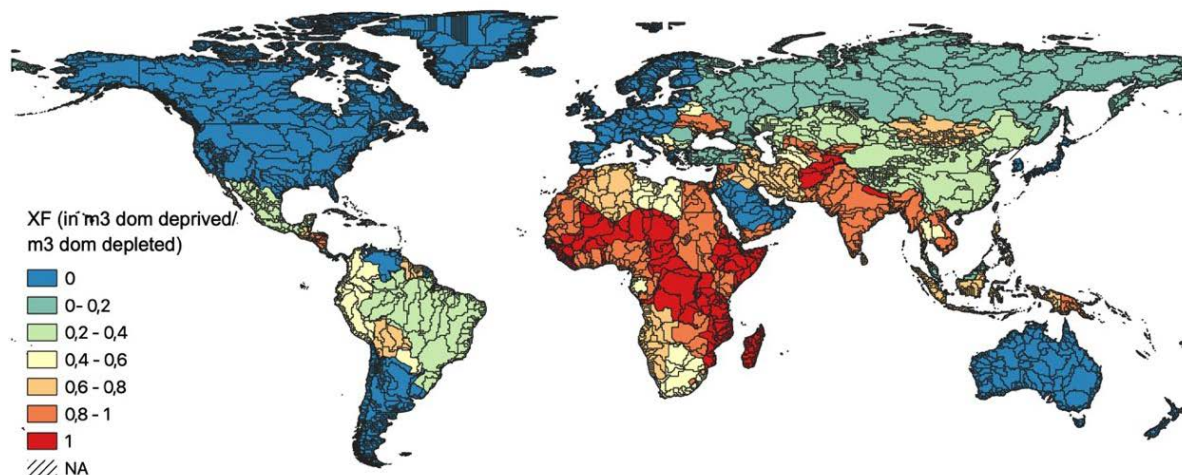 XF (in m3 dom deprived/
m3 dom depleted)
0
0- 0,2
0,2 - 0,4
0,4 - 0,6
0,6 - 0,8
0,8 - 1
1
NA